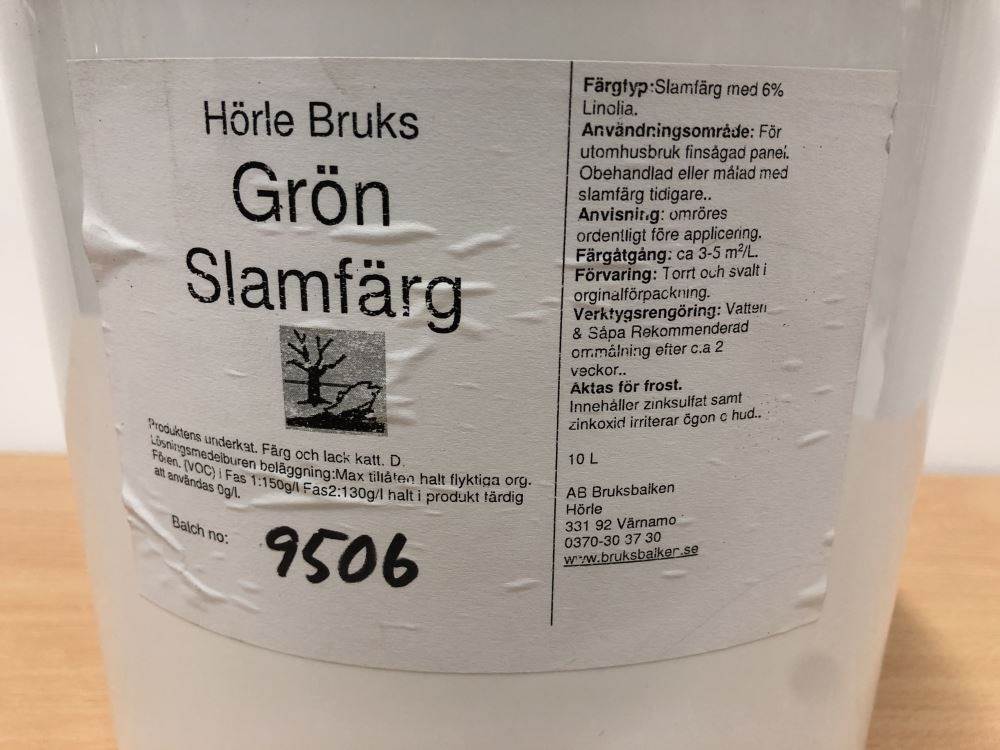 Hörle Bruks
Grön
Slamfärg
Produktens underkat. Färg och lack katt. D.
Lösningsmedelburen beläggning:Max tillåten halt flyktiga org.
Fören. (VOC) i Fas 1:150g/l Fas2:130g/l halt i produkt färdig
att användas 0g/l.
Batch no: 9506
Färgtyp:Slamfärg med 6%
Linolia.
Användningsområde: För
utomhusbruk finsågad panel.
Obehandlad eller målad med
slamfärg tidigare..
Anvisning: omröres
ordentligt före applicering.
Färgåtgång: ca 3-5 m²/L.
Förvaring: Torrt och svalt i
orginalförpackning.
Verktygsrengöring: Vatten
& Såpa Rekommenderad
ommålning efter c.a 2
veckor..
Aktas för frost.
Innehåller zinksulfat samt
zinkoxid irriterar ögon o hud..
10 L
AB Bruksbalken
Hörle
331 92 Värnamo
0370-30 37 30
www.bruksbalken.se